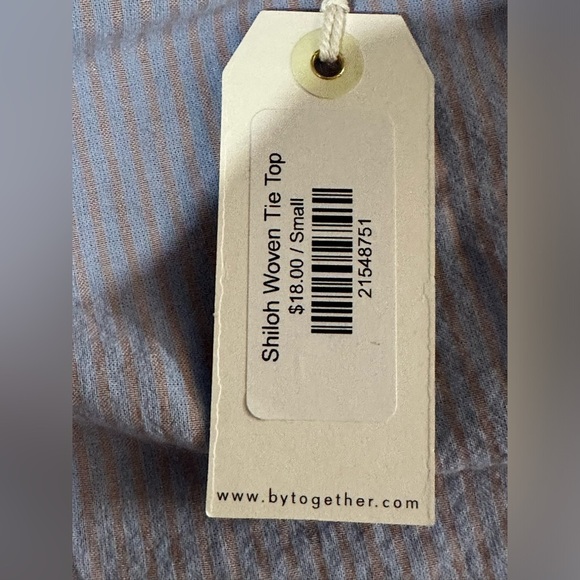 Shiloh Woven Tie Top
$18.00 / Small
21548751
www.bytogether.com